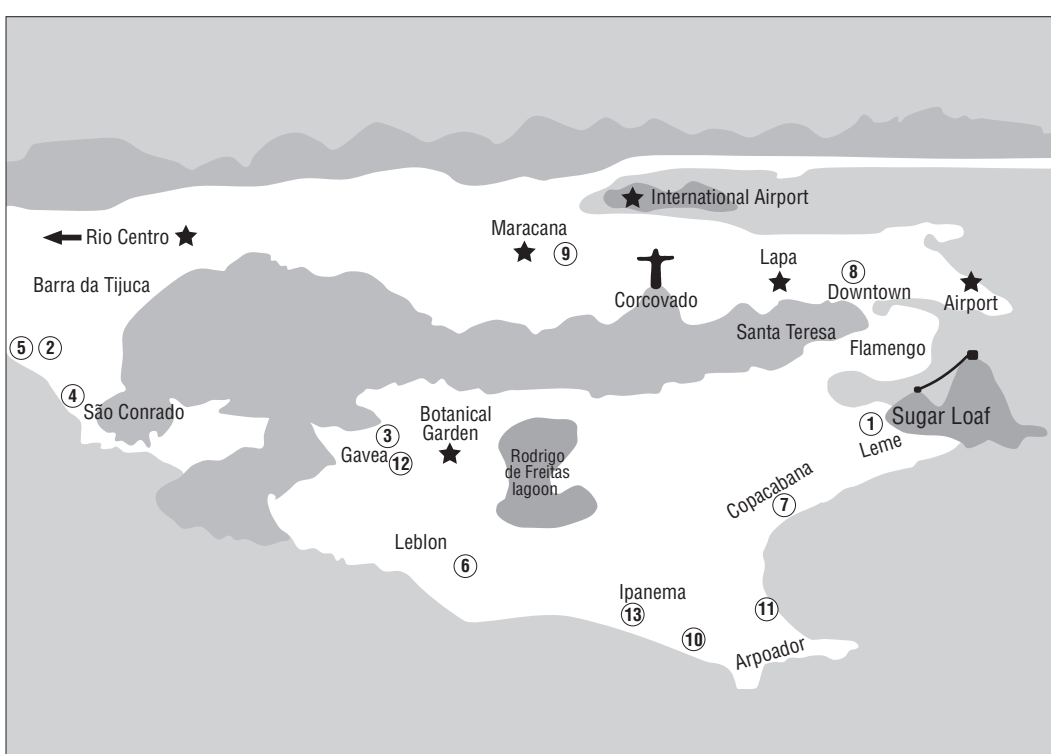 International Airport
Maracana
Rio Centro
9
Lapa
8
Barra da Tijuca
Corcovado
Downtown
Airport
Santa Teresa
Flamengo
5
2
4
São Conrado
Botanical
Garden
Sugar Loaf
1
Leme
3
Gavea
12
Rodrigo
de Freitas
lagoon
Copacabana
7
Leblon
6
Ipanema
13
11
10
Arpoador